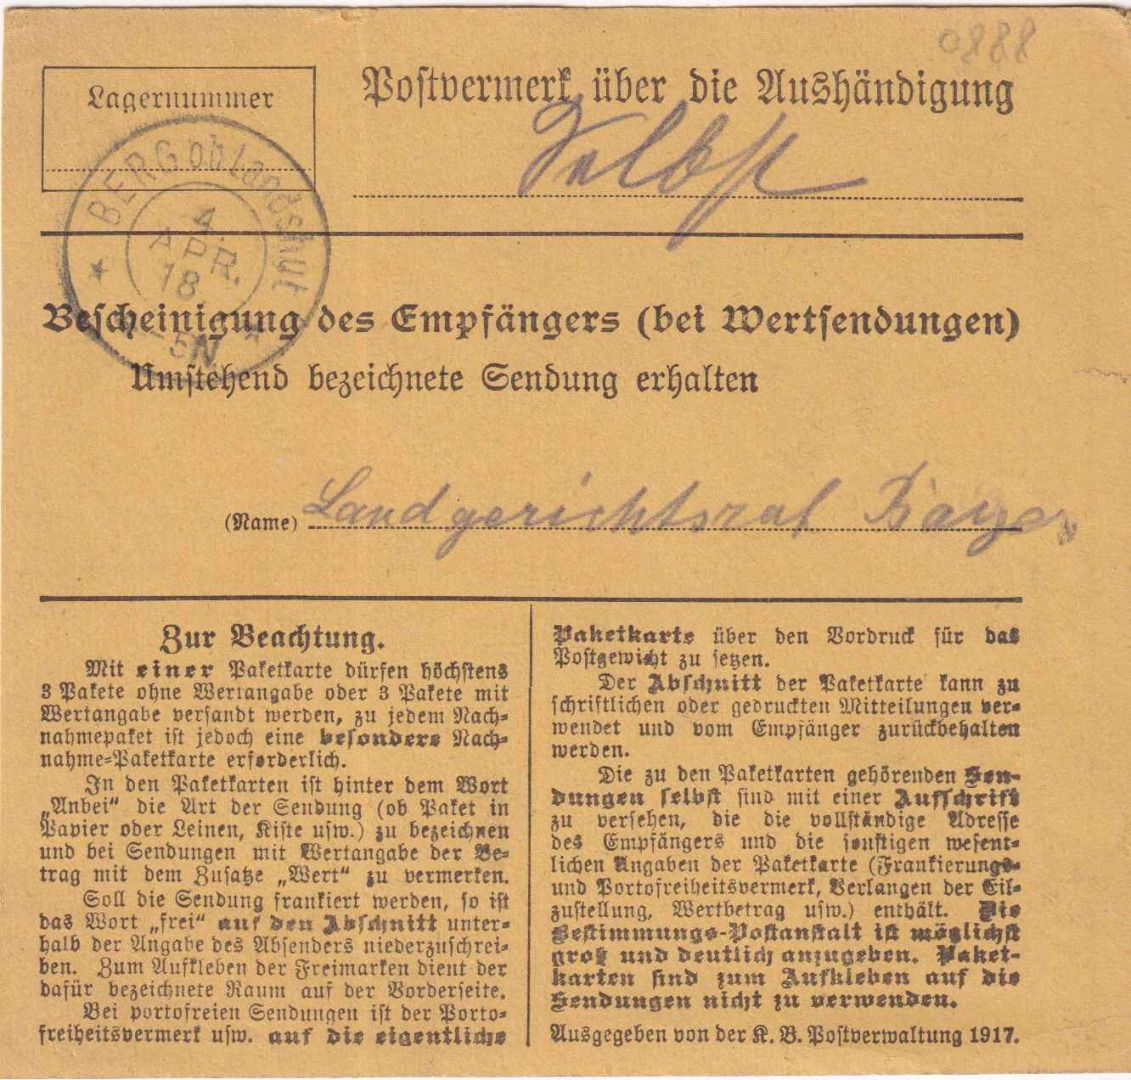 0888
Lagernummer
Postvermerk über die Aushändigung
Selbst
BERG ob Landshut
4.
APR.
18
5N
Bescheinigung des Empfängers (bei Wertsendungen)
Umstehend bezeichnete Sendung erhalten
(Name) Landgerichtsrat
Zur Beachtung.
Mit einer Paketkarte dürfen höchstens
3 Pakete ohne Wertangabe oder 3 Pakete mit
Wertangabe versandt werden, zu jedem Nach-
nahmepaket ist jedoch eine besondere Nach-
nahme-Paketkarte erforderlich.
In den Paketkarten ist hinter dem Wort
„Anbei“ die Art der Sendung (ob Paket in
Papier oder Leinen, Kiste usw.) zu bezeichnen
und bei Sendungen mit Wertangabe der Be-
trag mit dem Zusatze „Wert“ zu vermerken.
Soll die Sendung frankiert werden, so ist
das Wort „frei“ auf den Abschnitt unter-
halb der Angabe des Absenders niederzuschrei-
ben. Zum Aufkleben der Freimarken dient der
dafür bezeichnete Raum auf der Vorderseite.
Bei portofreien Sendungen ist der Porto-
freiheitsvermerk usw. auf die eigentliche
Paketkarte über den Vordruck für das
Postgewicht zu setzen.
Der Abschnitt der Paketkarte kann zu
schriftlichen oder gedruckten Mitteilungen ver-
wendet und vom Empfänger zurückbehalten
werden.
Die zu den Paketkarten gehörenden Sen-
dungen selbst sind mit einer Aufschrift
zu versehen, die die vollständige Adresse
des Empfängers und die sonstigen wesent-
lichen Angaben der Paketkarte (Frankierungs-
und Portofreiheitsvermerk, Verlangen der Eil-
zustellung, Wertbetrag usw.) enthält. Die
Bestimmungs-Postanstalt ist möglichst
groß und deutlich anzugeben. Paket-
karten sind zum Aufkleben auf die
Sendungen nicht zu verwenden.
Ausgegeben von der K. B. Postverwaltung 1917.